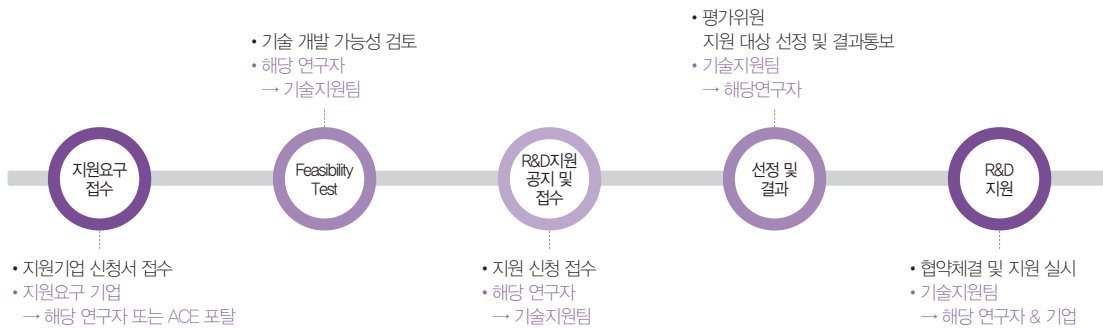 • 기술 개발 가능성 검토
• 해당 연구자
→ 기술지원팀
• 평가위원
지원 대상 선정 및 결과통보
• 기술지원팀
→ 해당연구자
지원요구
접수
Feasibility
Test
R&D지원
공지 및
접수
선정 및
결과
R&D
지원
• 지원기업 신청서 접수
• 지원요구 기업
→ 해당 연구자 또는 ACE 포탈
• 지원 신청 접수
• 해당 연구자
→ 기술지원팀
• 협약체결 및 지원 실시
• 기술지원팀
→ 해당 연구자 & 기업